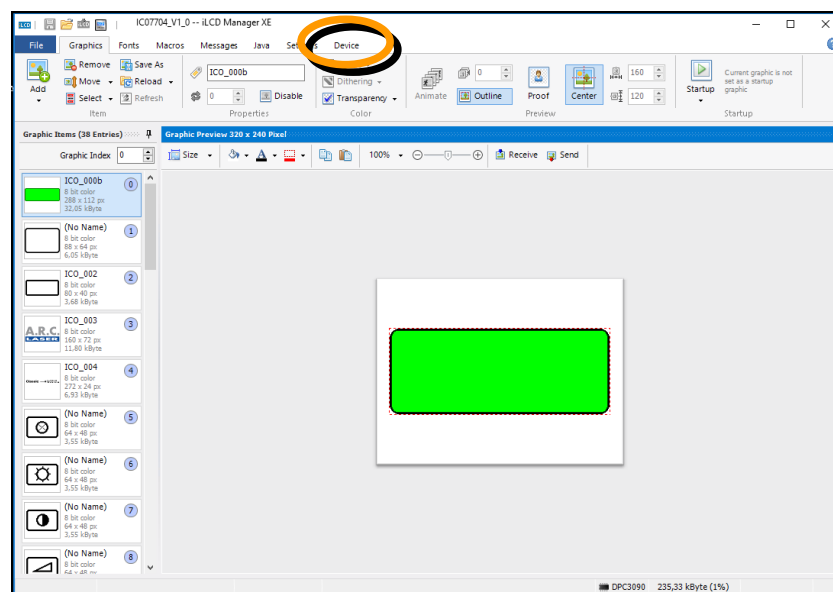 IC07704_V1_0 -- iLCD Manager XE
File Graphics Fonts Macros Messages Java Device
Add
Remove
Move
Select
Save As
Reload
Refresh
Item
ICO_000b
0
Disable
Properties
Dithering
Transparency
Color
Animate
0
Outline
Proof
Center
160
120
Preview
Startup
Current graphic is not
set as a startup
graphic
Startup
Graphic Items (38 Entries)
Graphic Index 0
Graphic Preview 320 x 240 Pixel
Size
100%
Receive
Send
ICO_000b
8 bit color
288 x 112 px
32,05 kByte
0
(No Name)
8 bit color
88 x 64 px
6,05 kByte
1
ICO_002
8 bit color
80 x 40 px
3,68 kByte
2
A.R.C.
LASER
ICO_003
8 bit color
160 x 72 px
11,80 kByte
3
ICO_004
8 bit color
272 x 24 px
6,93 kByte
4
(No Name)
8 bit color
64 x 48 px
3,55 kByte
5
(No Name)
8 bit color
64 x 48 px
3,55 kByte
6
(No Name)
8 bit color
64 x 48 px
3,55 kByte
7
(No Name)
8 bit color
64 x 48 px
8
DPC3090 235,33 kByte (1%)